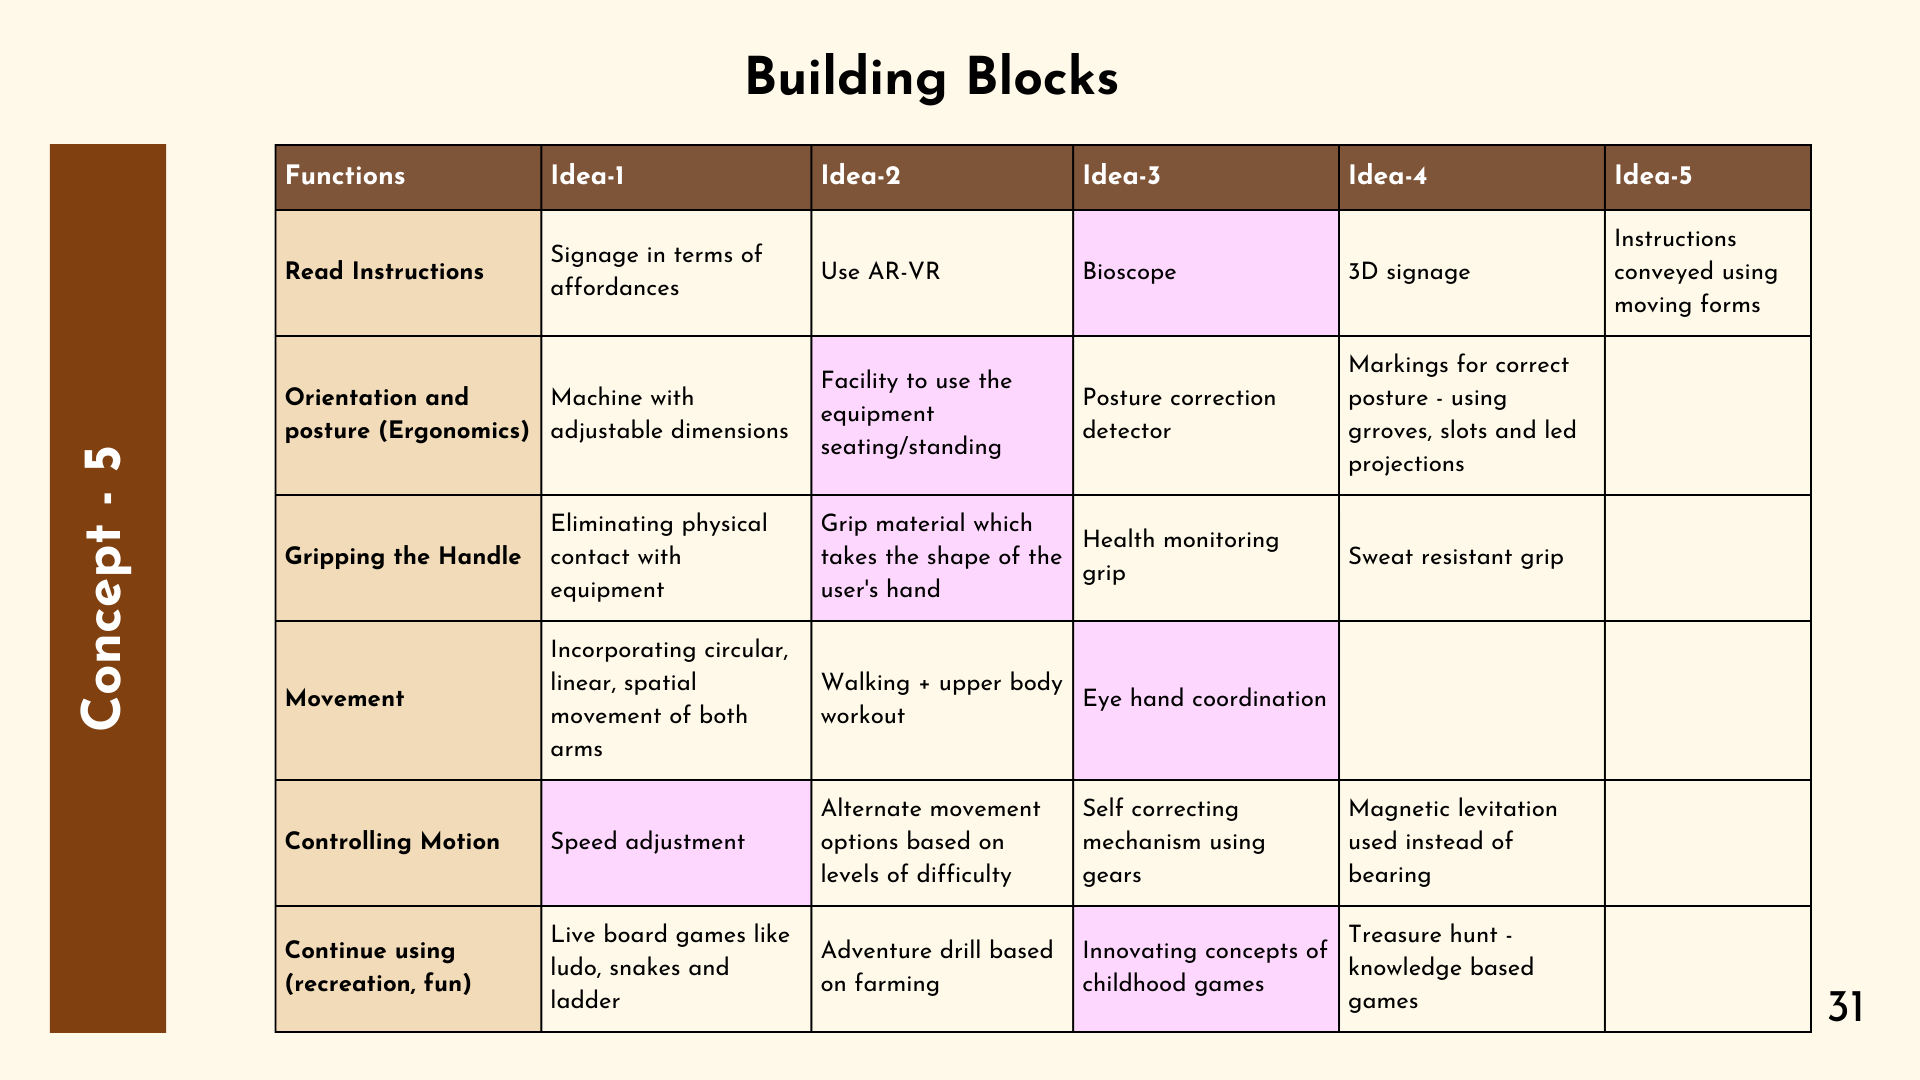 Building Blocks
Concept - 5
Functions
Idea-1
Idea-2
Idea-3
Idea-4
Idea-5
Read Instructions
Signage in terms of
affordances
Use AR-VR
Bioscope
3D signage
Instructions
conveyed using
moving forms
Orientation and
posture (Ergonomics)
Machine with
adjustable dimensions
Facility to use the
equipment
seating/standing
Posture correction
detector
Markings for correct
posture - using
grroves, slots and led
projections
Gripping the Handle
Eliminating physical
contact with
equipment
Grip material which
takes the shape of the
user's hand
Health monitoring
grip
Sweat resistant grip
Movement
Incorporating circular,
linear, spatial
movement of both
arms
Walking + upper body
workout
Eye hand coordination
Controlling Motion
Speed adjustment
Alternate movement
options based on
levels of difficulty
Self correcting
mechanism using
gears
Magnetic levitation
used instead of
bearing
Continue using
(recreation, fun)
Live board games like
ludo, snakes and
ladder
Adventure drill based
on farming
Innovating concepts of
childhood games
Treasure hunt -
knowledge based
games
31